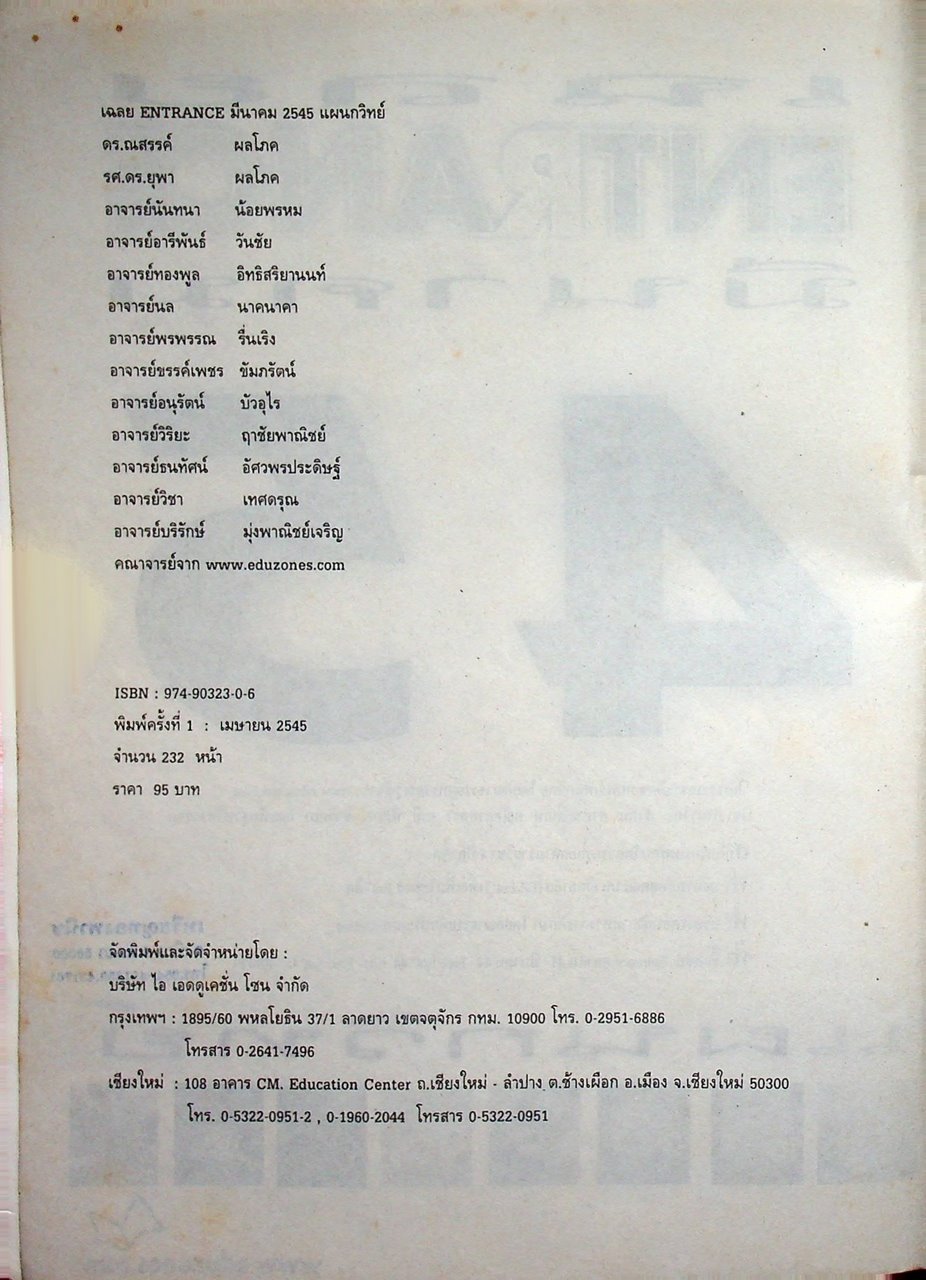 เฉลย ENTRANCE มีนาคม 2545 แผนกวิทย์
ดร.ณสรรค์ ผลโภค
รศ.ดร.ยุพา ผลโภค
อาจารย์นันทนา น้อยพรหม
อาจารย์อารีพันธ์ วันชัย
อาจารย์ทองพูล อิทธิสริยานนท์
อาจารย์นล นาคนาคา
อาจารย์พรพรรณ รื่นเริง
อาจารย์ขรรค์เพชร ขัมภรัตน์
อาจารย์อนุรัตน์ บัวอุไร
อาจารย์วิริยะ ฤาชัยพาณิชย์
อาจารย์ธนทัศน์ อัศวพรประดิษฐ์
อาจารย์วิชา เทศดรุณ
อาจารย์บริรักษ์ มุ่งพาณิชย์เจริญ
คณาจารย์จาก www.eduzones.com
ISBN : 974-90323-0-6
พิมพ์ครั้งที่ 1 : เมษายน 2545
จำนวน 232 หน้า
ราคา 95 บาท
จัดพิมพ์และจัดจำหน่ายโดย :
บริษัท ไอ เอดดูเคชั่น โซน จำกัด
กรุงเทพฯ : 1895/60 พหลโยธิน 37/1 ลาดยาว เขตจตุจักร กทม. 10900 โทร. 0-2951-6886
โทรสาร 0-2641-7496
เชียงใหม่ : 108 อาคาร CM. Education Center ถ.เชียงใหม่ - ลำปาง ต.ช้างเผือก อ.เมือง จ.เชียงใหม่ 50300
โทร. 0-5322-0951-2 , 0-1960-2044 โทรสาร 0-5322-0951